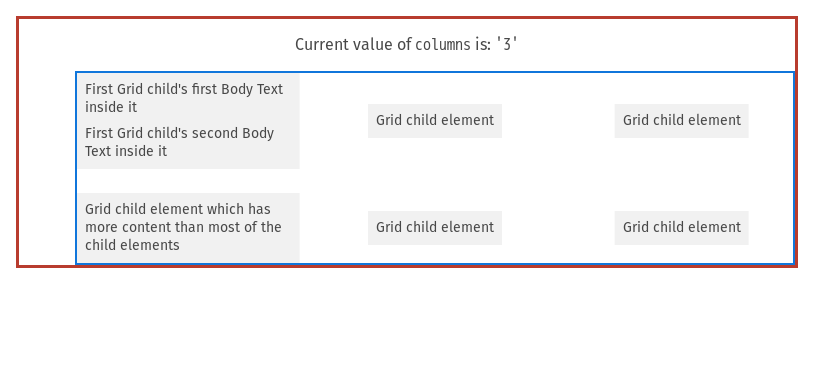 Current value of columns is: '3'
First Grid child's first Body Text
inside it
First Grid child's second Body
Text inside it
Grid child element
Grid child element
Grid child element which has
more content than most of the
child elements
Grid child element
Grid child element